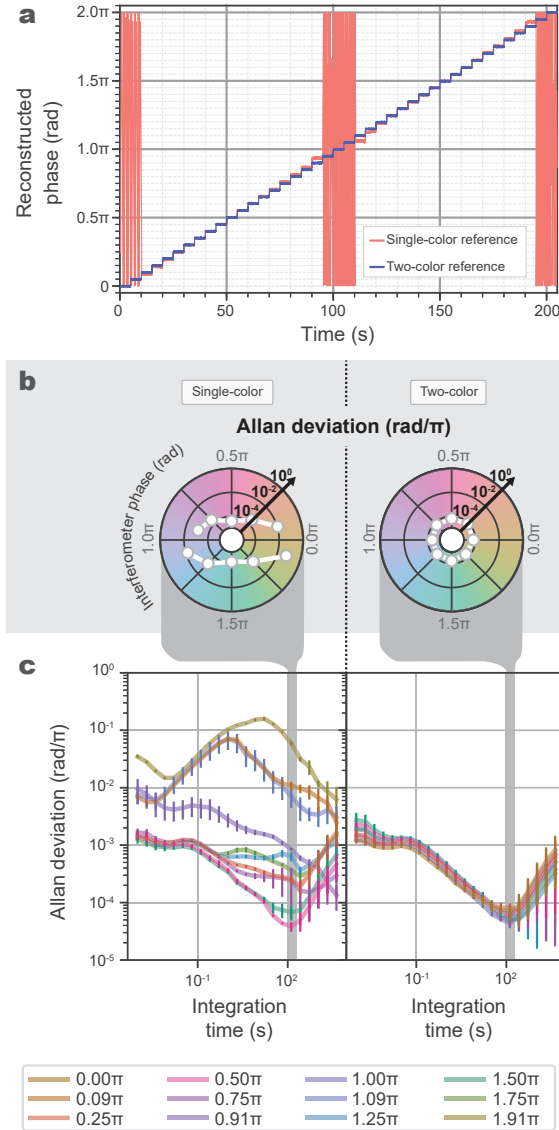 a
2.0π
1.5π
1.0π
0.5π
0
Reconstructed
phase (rad)
Single-color reference
Two-color reference
0
50
100
150
200
Time (s)
b
Single-color
Two-color
Allan deviation (rad/π)
Interferometer phase (rad)
0.5π
1.0π
0.0π
1.5π
10⁰
10⁻²
10⁻⁴
0.5π
1.0π
0.0π
1.5π
10⁰
10⁻²
10⁻⁴
c
Allan deviation (rad/π)
10⁰
10⁻¹
10⁻²
10⁻³
10⁻⁴
10⁻⁵
10⁻¹
10²
10⁻¹
10²
Integration
time (s)
Integration
time (s)
0.00π
0.50π
1.00π
1.50π
0.09π
0.75π
1.09π
1.75π
0.25π
0.91π
1.25π
1.91π